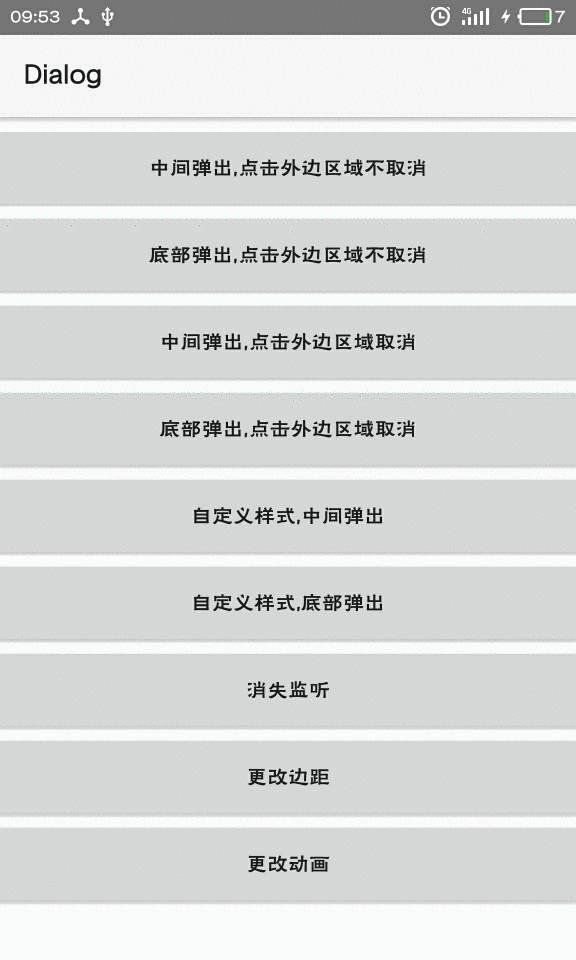 09:53
4G
7
Dialog
中间弹出,点击外边区域不取消
底部弹出,点击外边区域不取消
中间弹出,点击外边区域取消
底部弹出,点击外边区域取消
自定义样式,中间弹出
自定义样式,底部弹出
消失监听
更改边距
更改动画